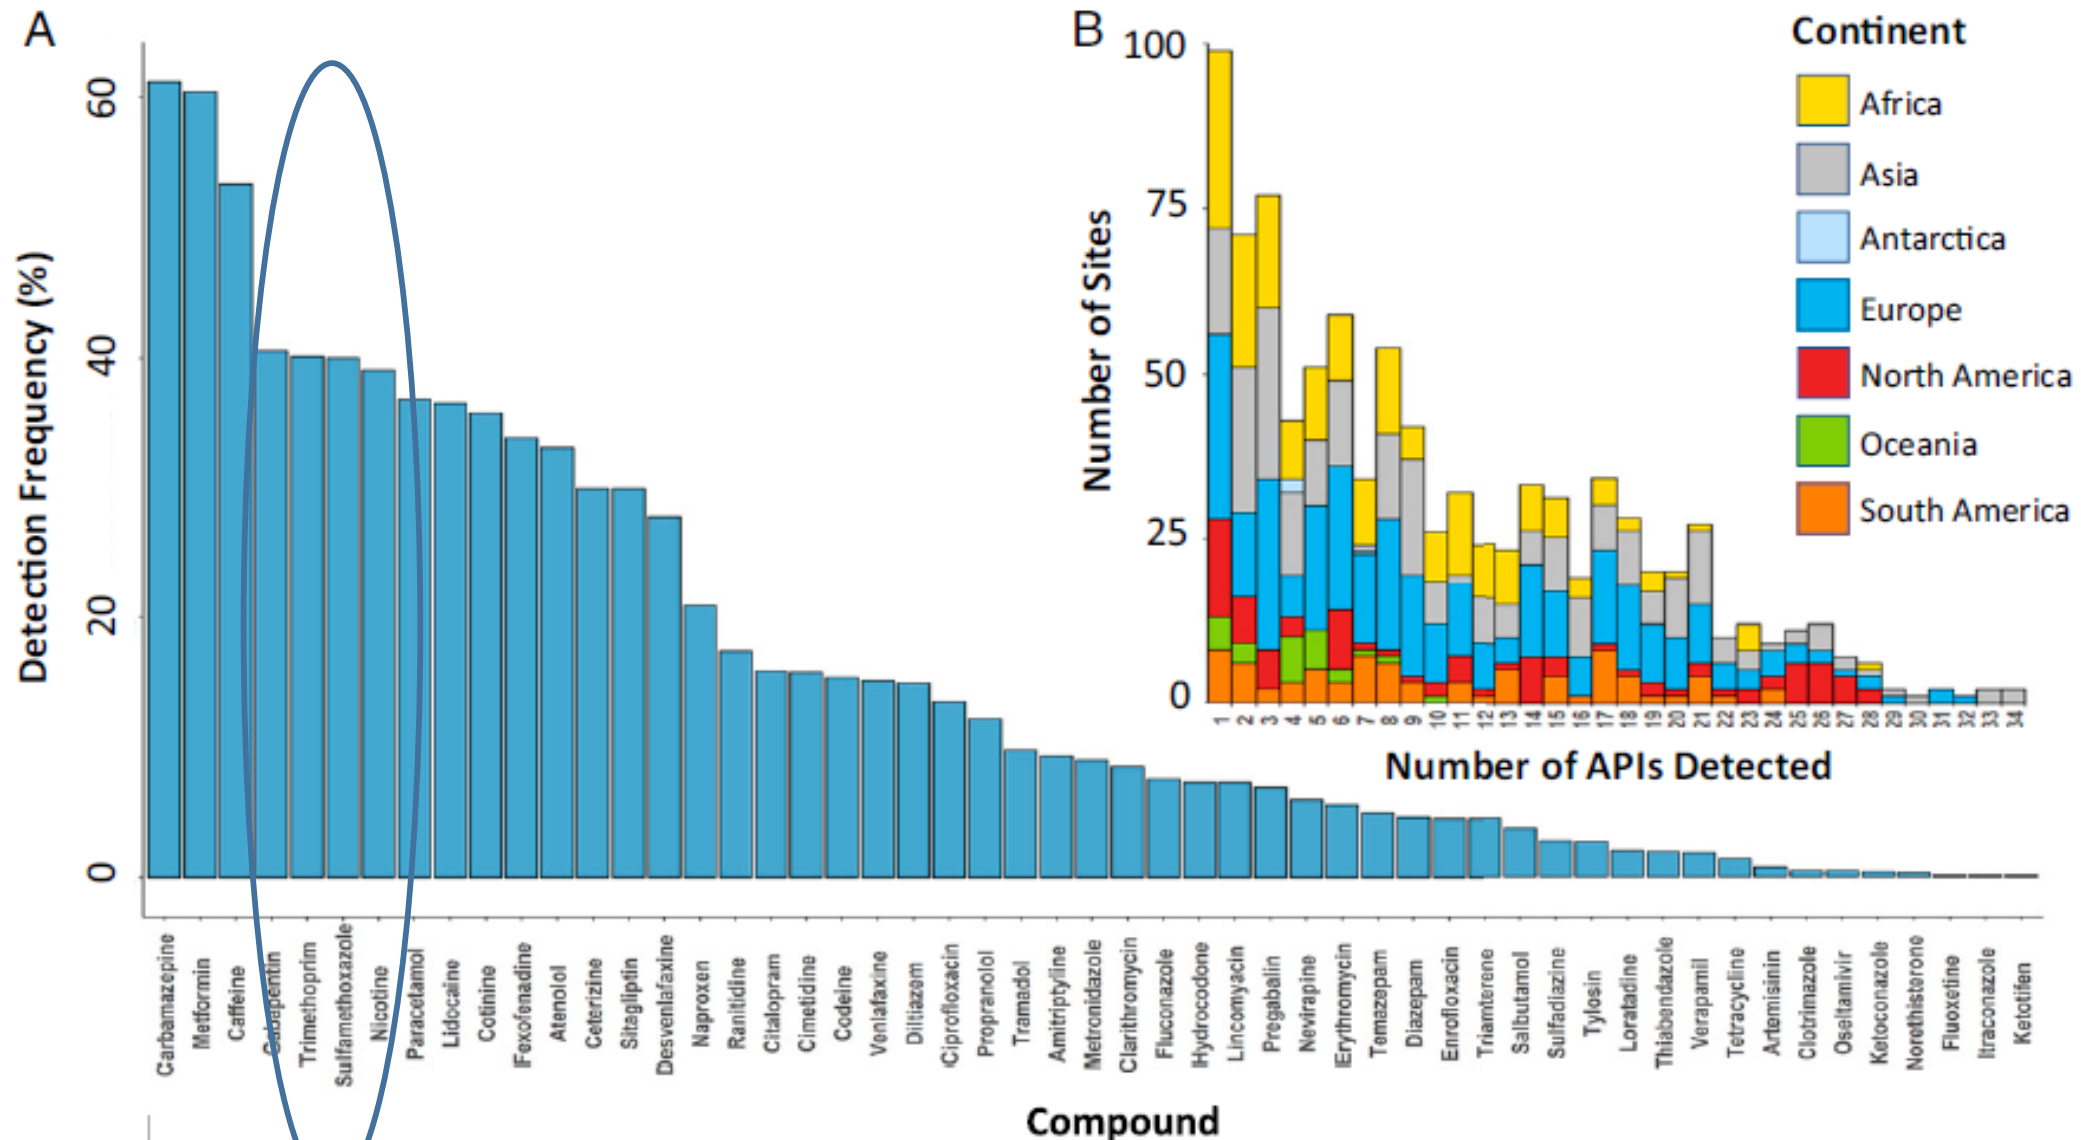 A
Detection Frequency (%)
60
40
20
0
Carbamazepine
Metformin
Caffeine
Gabapentin
Trimethoprim
Sulfamethoxazole
Nicotine
Paracetamol
Lidocaine
Cotinine
Fexofenadine
Atenolol
Ceterizine
Sitagliptin
Desvenlafaxine
Naproxen
Ranitidine
Citalopram
Cimetidine
Codeine
Venlafaxine
Diltiazem
Ciprofloxacin
Propranolol
Tramadol
Amitriptyline
Metronidazole
Clarithromycin
Fluconazole
Hydrocodone
Lincomyacin
Pregabalin
Nevirapine
Erythromycin
Temazepam
Diazepam
Enrofloxacin
Triamterene
Salbutamol
Sulfadiazine
Tylosin
Loratadine
Thiabendazole
Verapamil
Tetracycline
Artemisinin
Clotrimazole
Oseltamivir
Ketoconazole
Norethisterone
Fluoxetine
Itraconazole
Ketotifen
Compound
B
Number of Sites
100
75
50
25
0
1 2 3 4 5 6 7 8 9 10 11 12 13 14 15 16 17 18 19 20 21 22 23 24 25 26 27 28 29 30 31 32 33 34
Number of APIs Detected
Continent
Africa
Asia
Antarctica
Europe
North America
Oceania
South America